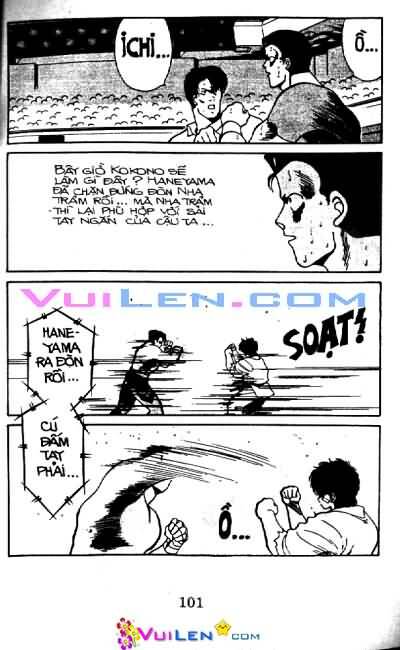 ICHI...
Ồ...
BÂY GIỜ KOKONO SẼ
LÀM GÌ ĐÂY ? HANEYAMA
ĐÃ CHẶN ĐỨNG ĐÒN NHA
TRẢM RỒI ... MÀ NHA TRẢM
THÌ LẠI PHÙ HỢP VỚI SẢI
TAY NGẮN CỦA CẬU TA ...
VUILEN.COM
HANE-
YAMA
RA ĐÒN
RỒI ...
SOẠT!
CÚ
ĐẤM
TAY
PHẢI ...
Ồ...
101
VUILEN.COM